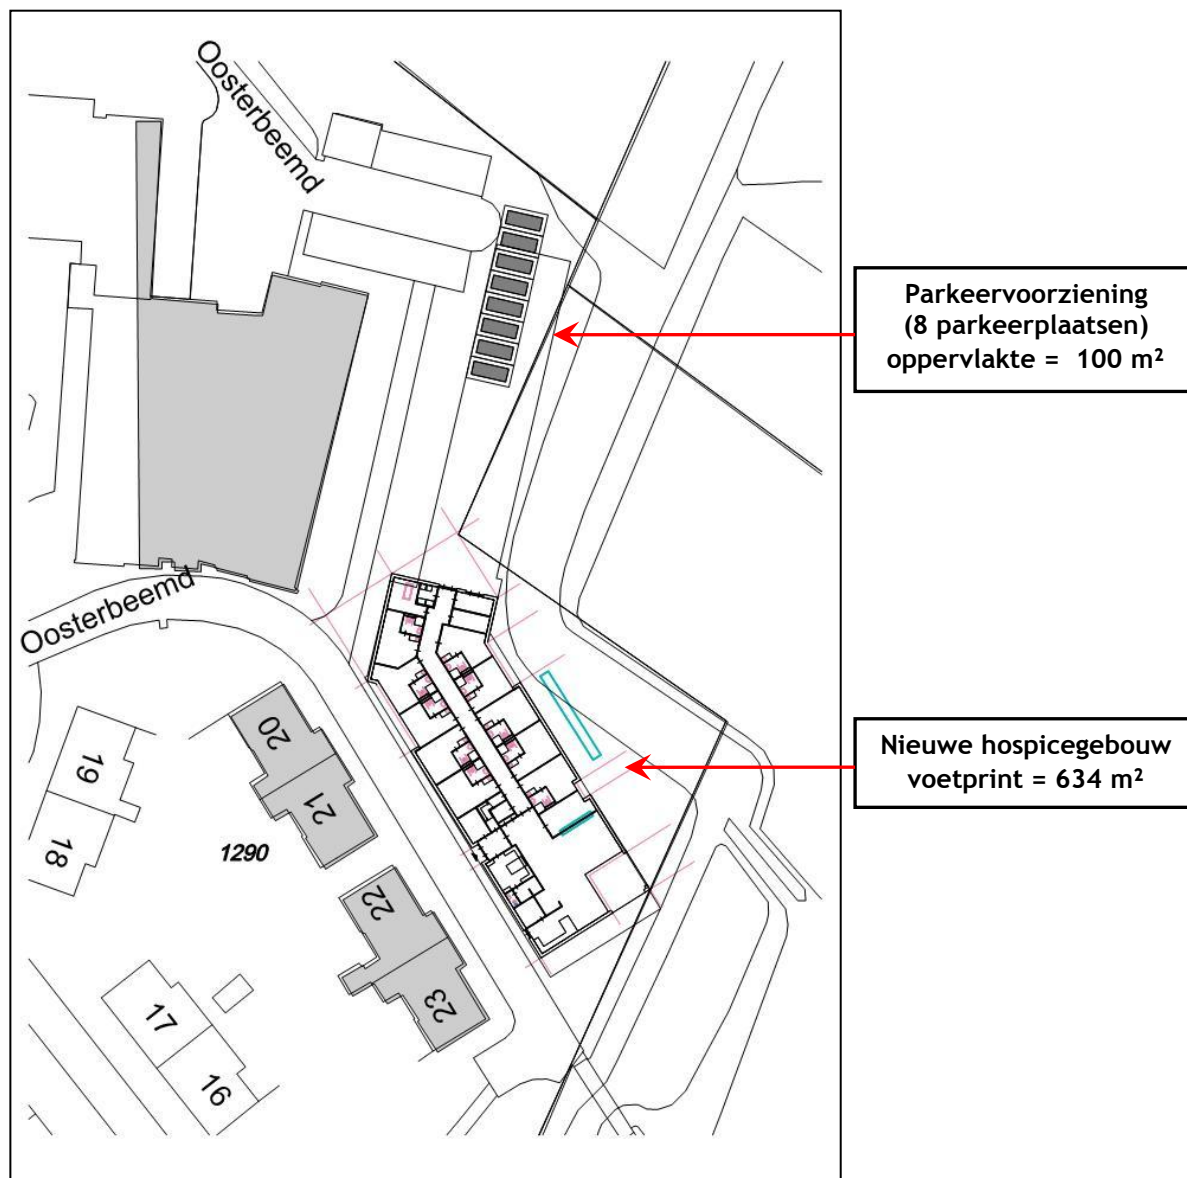 Oosterbeemd
Parkeervoorziening
(8 parkeerplaatsen)
oppervlakte = 100 m²
Oosterbeemd
20
21
19
18
1290
22
23
17
16
Nieuwe hospicegebouw
voetprint = 634 m²